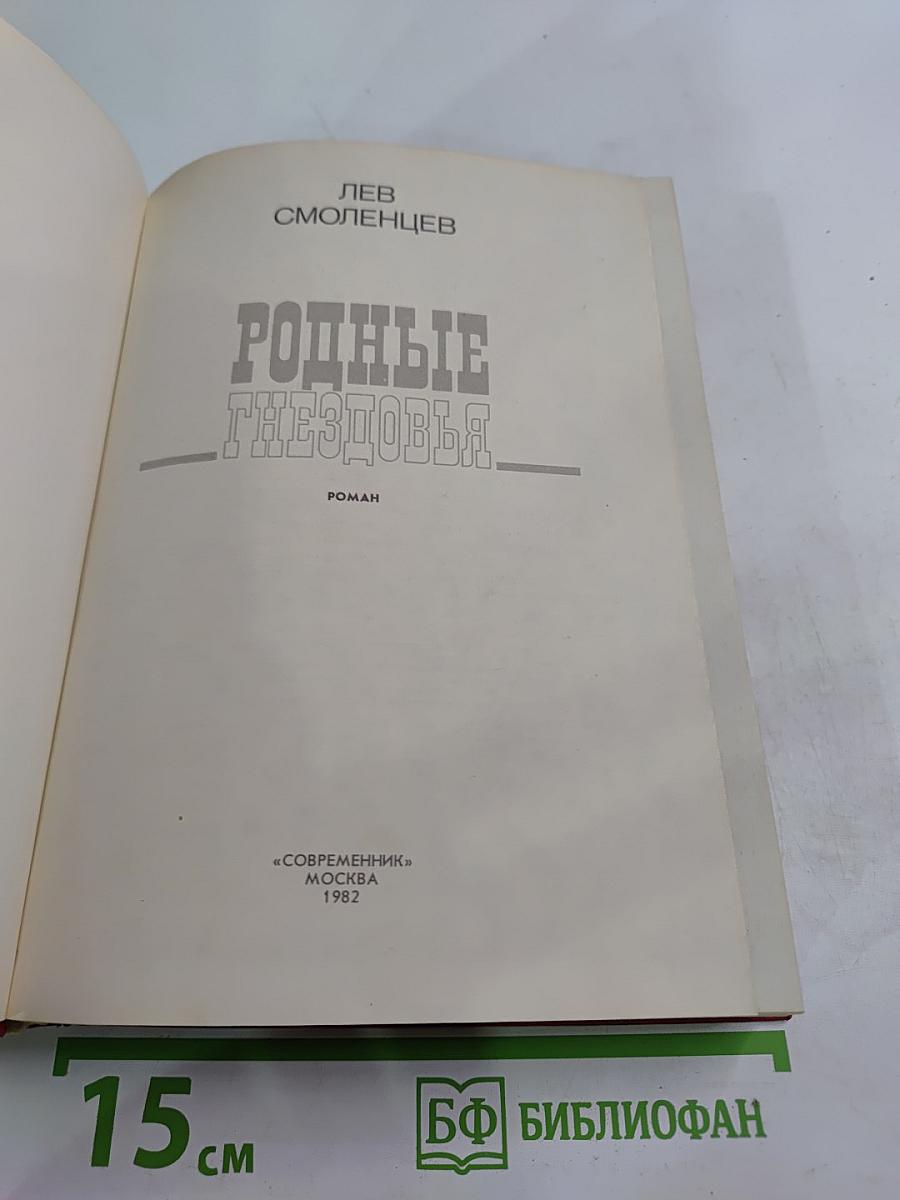 ЛЕВ
СМОЛЕНЦЕВ
РОДНЫЕ
ГНЕЗДОВЬЯ
РОМАН
«СОВРЕМЕННИК»
МОСКВА
1982
15 см
БФ БИБЛИОФАН